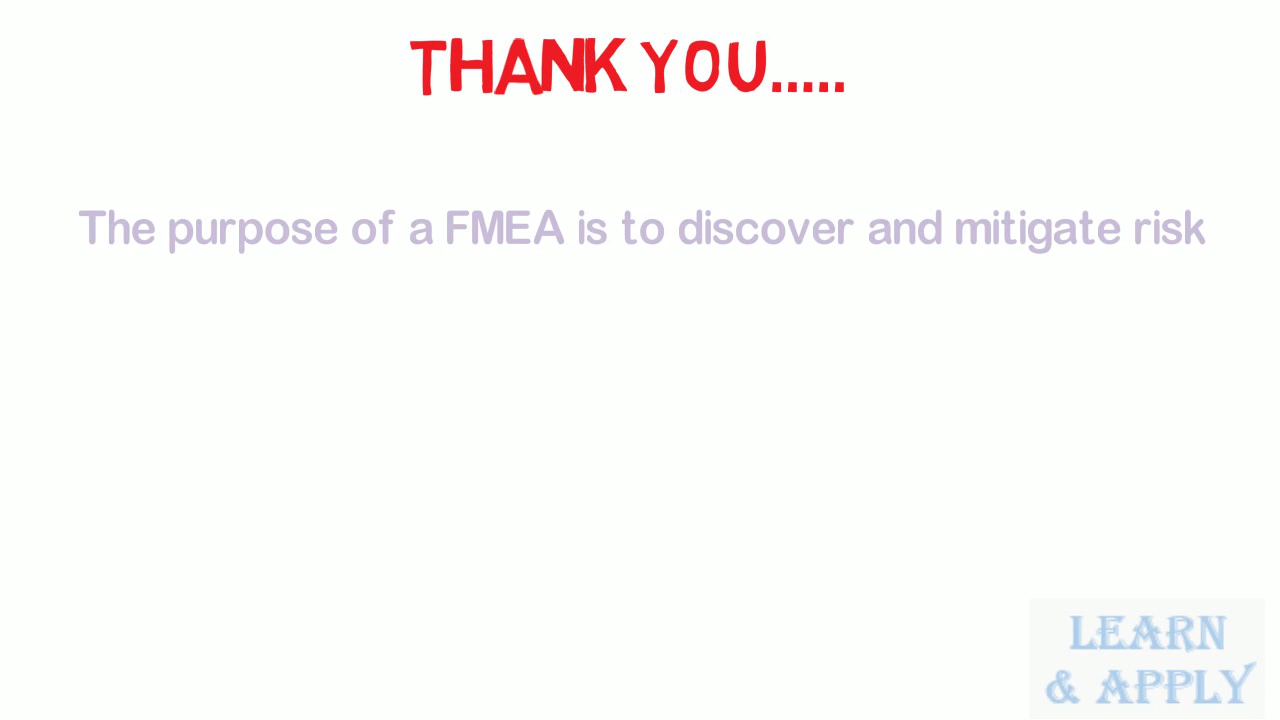 THANK YOU.....
The purpose of a FMEA is to discover and mitigate risk
LEARN
& APPLY